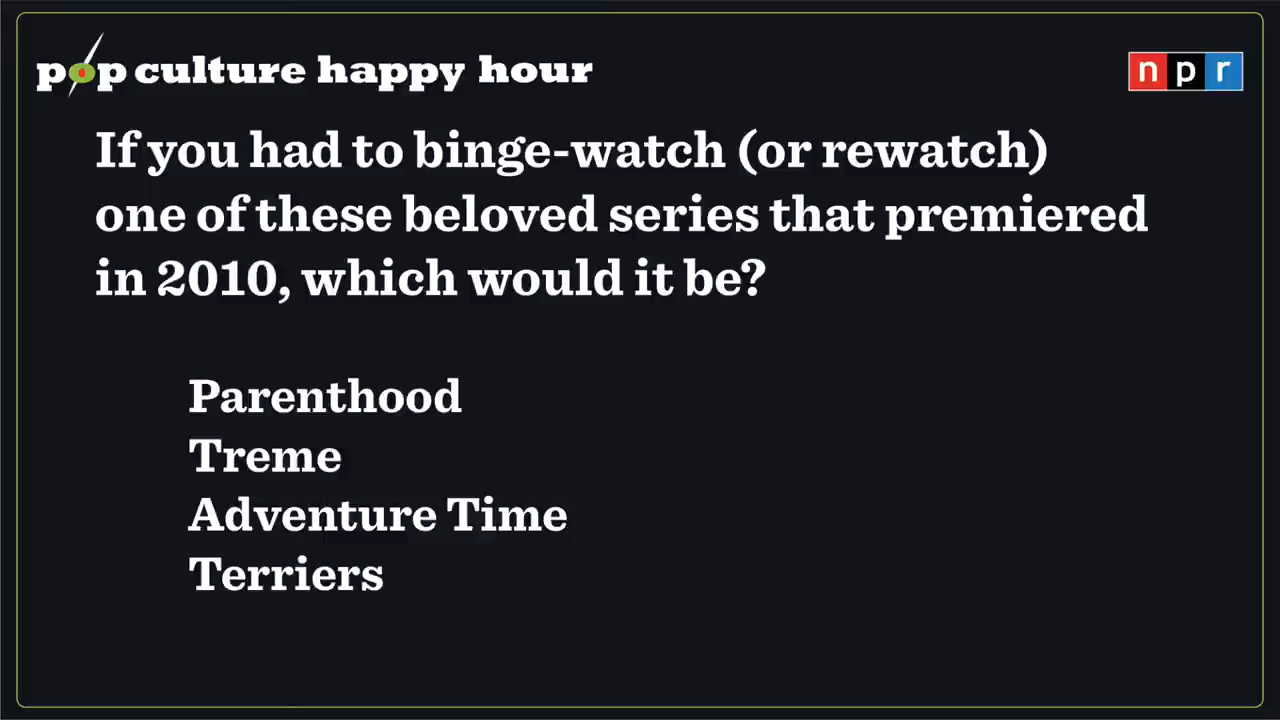 pop culture happy hour
npr
If you had to binge-watch (or rewatch)
one of these beloved series that premiered
in 2010, which would it be?
Parenthood
Treme
Adventure Time
Terriers